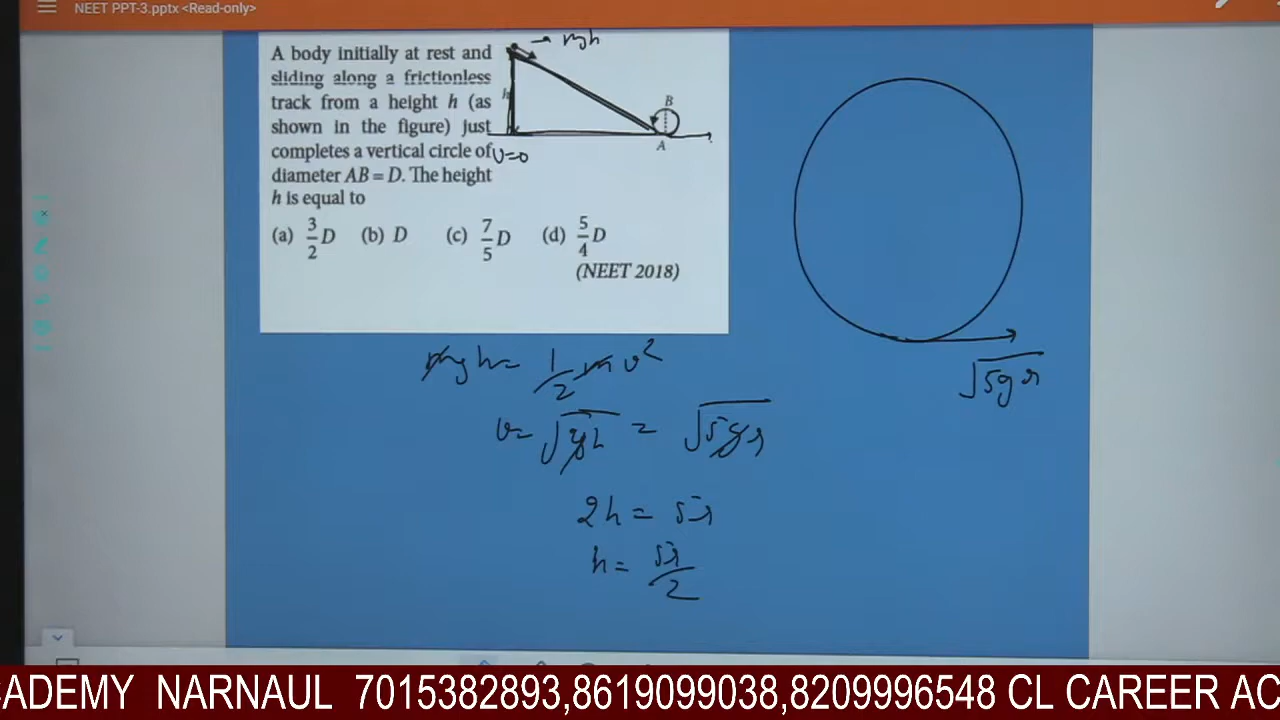 NEET PPT-3.pptx <Read-only>
A body initially at rest and
sliding along a frictionless
track from a height h (as
shown in the figure) just
completes a vertical circle of
diameter AB = D. The height
h is equal to
(a) 3/2 D (b) D (c) 7/5 D (d) 5/4 D
(NEET 2018)
mgh
h
B
A
v=0
mgh = 1/2 mv²
v= √gh = √5gr
2h = 5r
h = 5r/2
√5gr
CADEMY NARNAUL 7015382893,8619099038,8209996548 CL CAREER AC